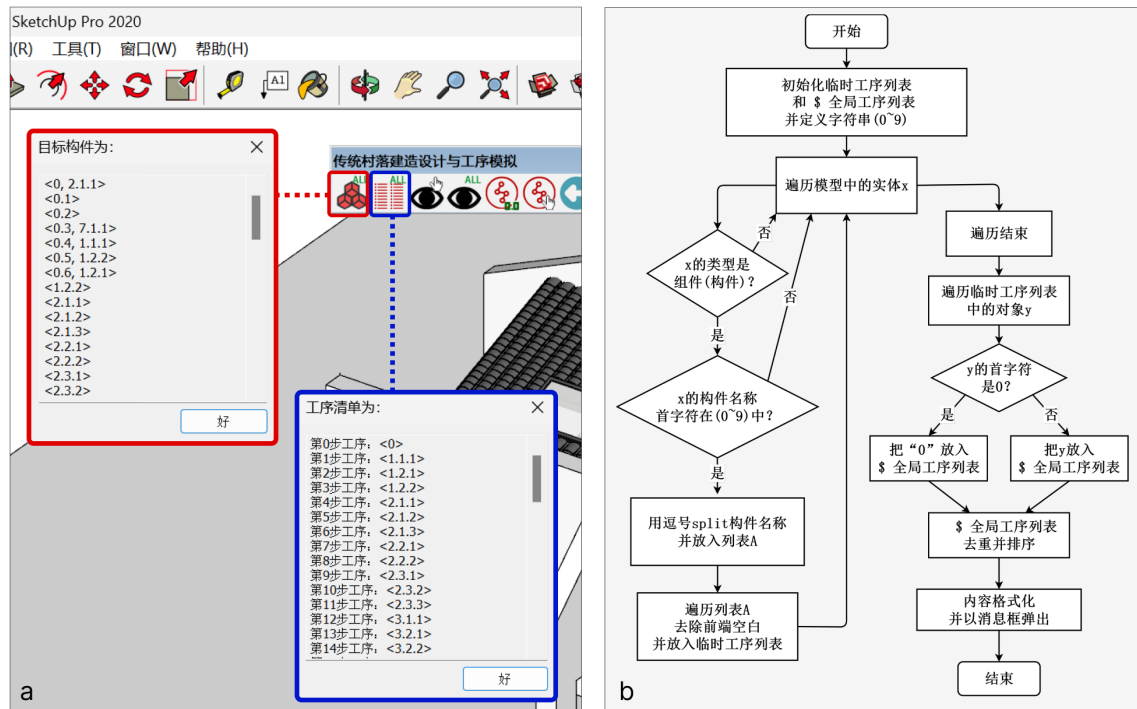 SketchUp Pro 2020
(R) 工具(T) 窗口(W) 帮助(H)
A1
目标构件为:
<0, 2.1.1>
<0.1>
<0.2>
<0.3, 7.1.1>
<0.4, 1.1.1>
<0.5, 1.2.2>
<0.6, 1.2.1>
<1.2.2>
<2.1.1>
<2.1.2>
<2.1.3>
<2.2.1>
<2.2.2>
<2.3.1>
<2.3.2>
好
传统村落建造设计与工序模拟
ALL
ALL
ALL
工序清单为:
第0步工序: <0>
第1步工序: <1.1.1>
第2步工序: <1.2.1>
第3步工序: <1.2.2>
第4步工序: <2.1.1>
第5步工序: <2.1.2>
第6步工序: <2.1.3>
第7步工序: <2.2.1>
第8步工序: <2.2.2>
第9步工序: <2.3.1>
第10步工序: <2.3.2>
第11步工序: <2.3.3>
第12步工序: <3.1.1>
第13步工序: <3.2.1>
第14步工序: <3.2.2>
好
a
开始
初始化临时工序列表
和 $ 全局工序列表
并定义字符串(0~9)
遍历模型中的实体x
x的类型是
组件(构件)?
否
是
x的构件名称
首字符在(0~9)中?
否
是
用逗号split构件名称
并放入列表A
遍历列表A
去除前端空白
并放入临时工序列表
遍历结束
遍历临时工序列表
中的对象y
y的首字符
是0?
是
否
把“0”放入
$ 全局工序列表
把y放入
$ 全局工序列表
$ 全局工序列表
去重并排序
内容格式化
并以消息框弹出
结束
b